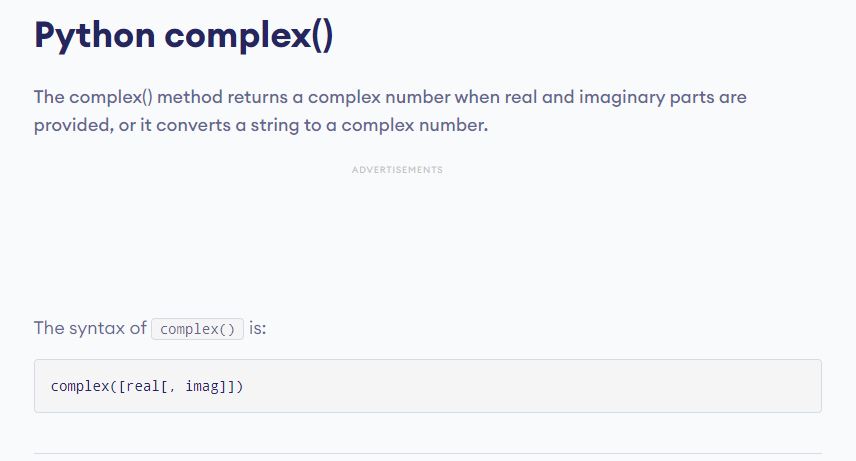 Python complex()
The complex() method returns a complex number when real and imaginary parts are
provided, or it converts a string to a complex number.
ADVERTISEMENTS
The syntax of complex() is:
complex([real[, imag]])